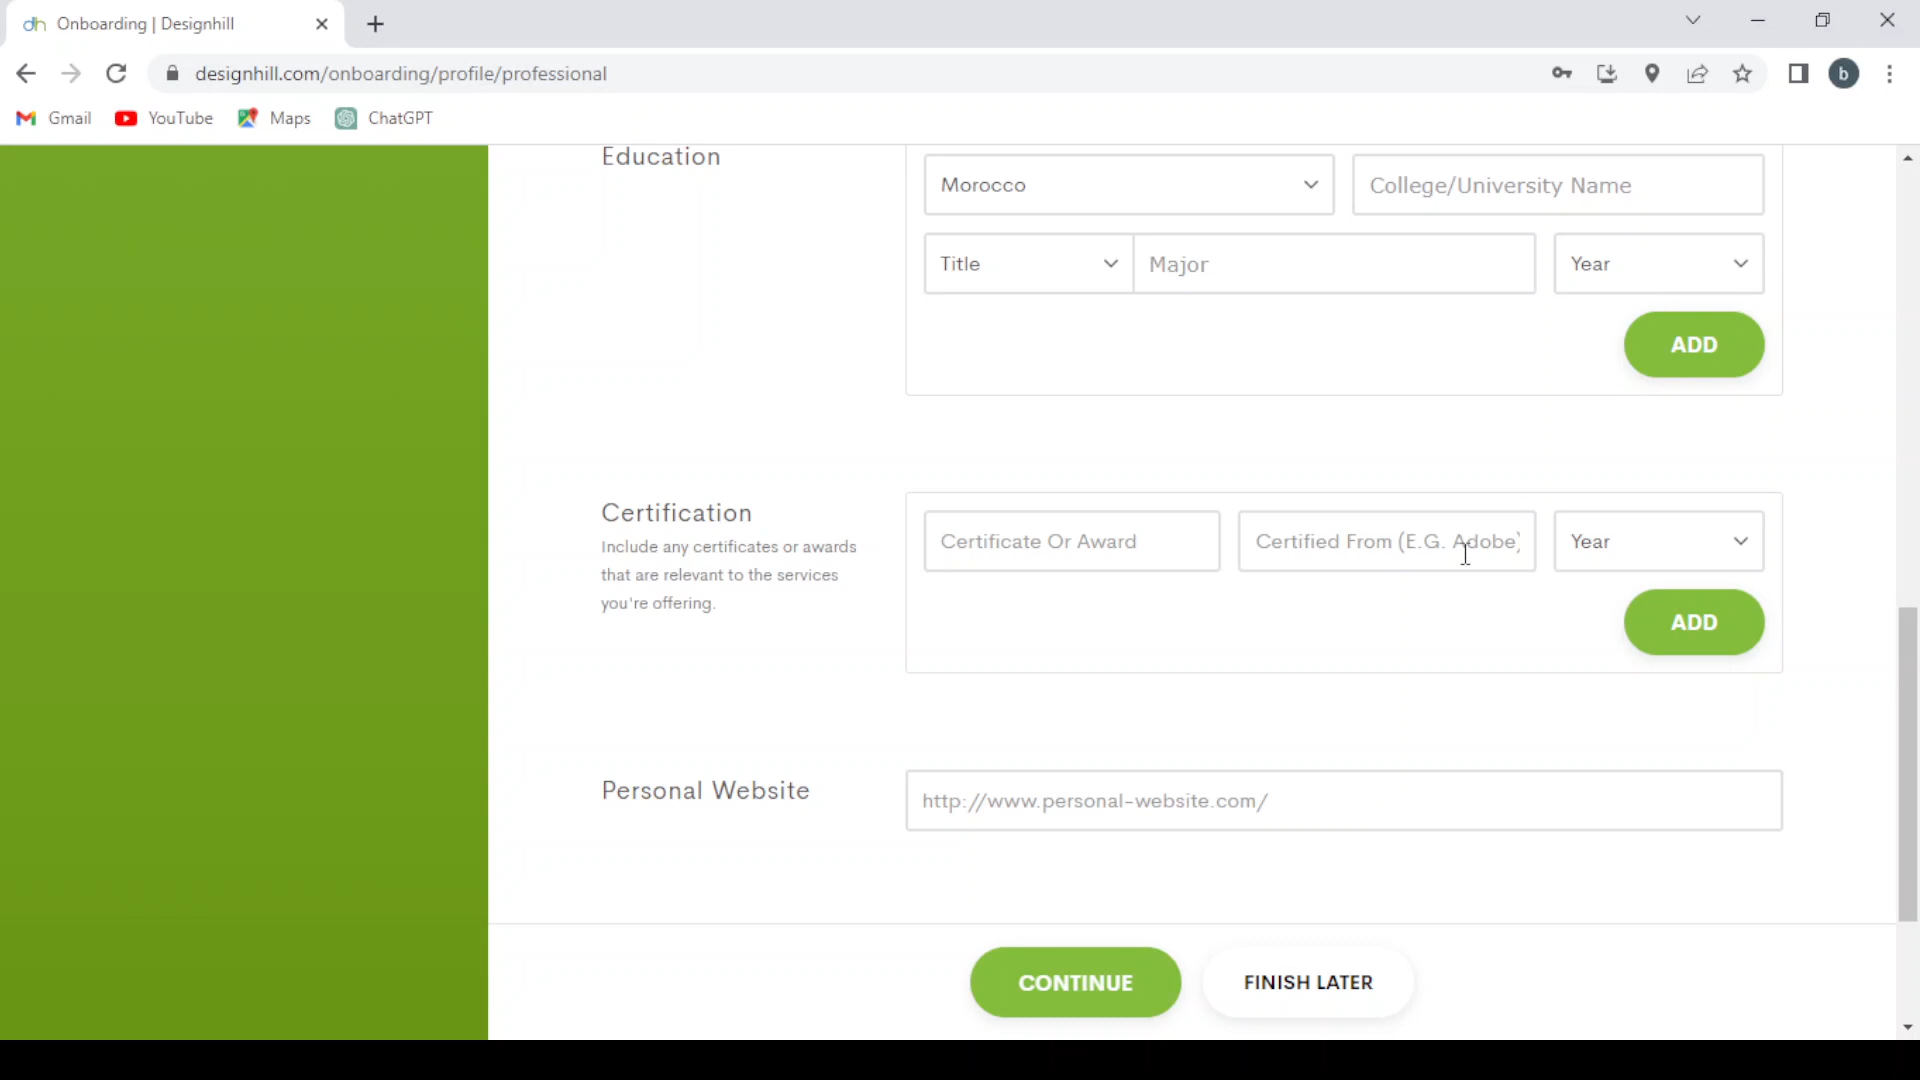 dh Onboarding | Designhill
designhill.com/onboarding/profile/professional
b
Gmail YouTube Maps ChatGPT
Education
Morocco College/University Name
Title Major Year
ADD
Certification
Include any certificates or awards
that are relevant to the services
you're offering.
Certificate Or Award Certified From (E.G. Adobe) Year
ADD
Personal Website
http://www.personal-website.com/
CONTINUE FINISH LATER